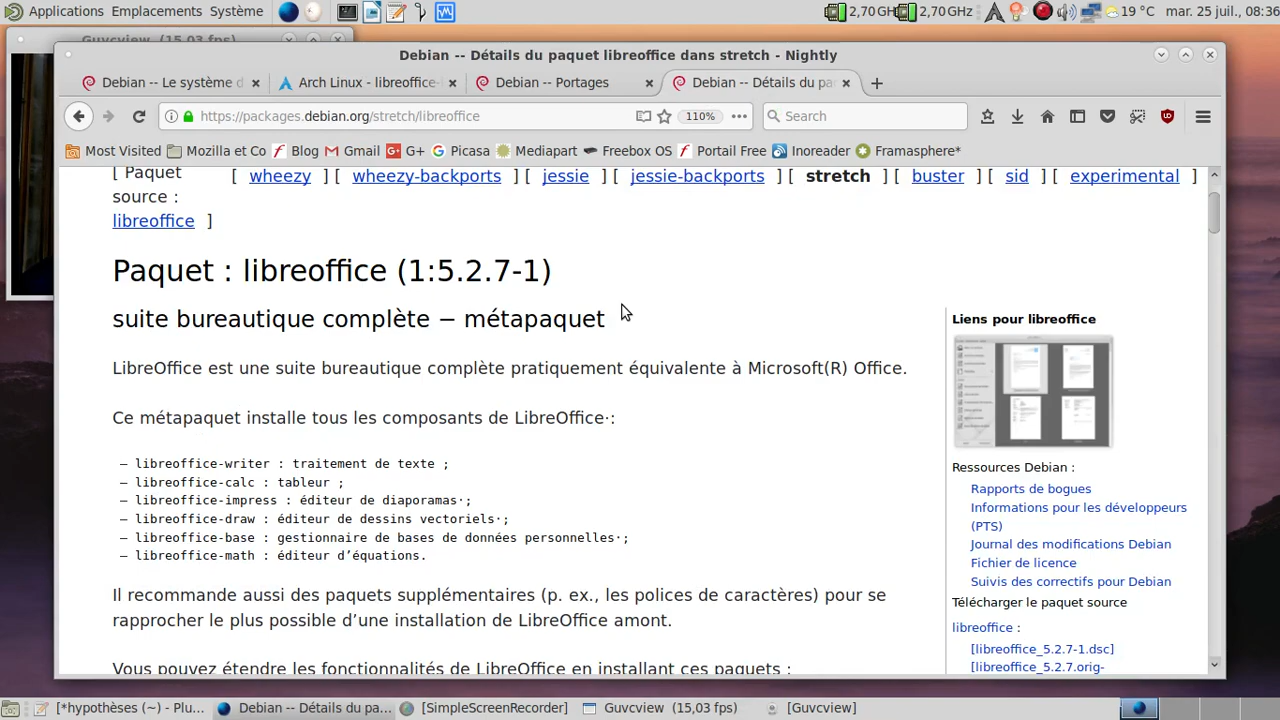 Applications Emplacements Système 2,70 GHz 2,70 GHZ 19 °C mar. 25 juil., 08:36
Guvcview (15,03 fps)
Debian -- Détails du paquet libreoffice dans stretch - Nightly
Debian -- Le système d Arch Linux - libreoffice- Debian -- Portages Debian -- Détails du pa
https://packages.debian.org/stretch/libreoffice 110% Search
Most Visited Mozilla et Co Blog Gmail G+ Picasa Mediapart Freebox OS Portail Free Inoreader Framasphere*
[ Paquet source : libreoffice ]
[ wheezy ] [ wheezy-backports ] [ jessie ] [ jessie-backports ] [ stretch ] [ buster ] [ sid ] [ experimental ]
Paquet : libreoffice (1:5.2.7-1)
suite bureautique complète − métapaquet
LibreOffice est une suite bureautique complète pratiquement équivalente à Microsoft(R) Office.
Ce métapaquet installe tous les composants de LibreOffice·:
– libreoffice-writer : traitement de texte ;
– libreoffice-calc : tableur ;
– libreoffice-impress : éditeur de diaporamas·;
– libreoffice-draw : éditeur de dessins vectoriels·;
– libreoffice-base : gestionnaire de bases de données personnelles·;
– libreoffice-math : éditeur d’équations.
Il recommande aussi des paquets supplémentaires (p. ex., les polices de caractères) pour se
rapprocher le plus possible d’une installation de LibreOffice amont.
Vous pouvez étendre les fonctionnalités de LibreOffice en installant ces paquets :
Liens pour libreoffice
Ressources Debian :
Rapports de bogues
Informations pour les développeurs
(PTS)
Journal des modifications Debian
Fichier de licence
Suivis des correctifs pour Debian
Télécharger le paquet source
libreoffice :
[libreoffice_5.2.7-1.dsc]
[libreoffice_5.2.7.orig-
[*hypothèses (~) - Plu... Debian -- Détails du pa... [SimpleScreenRecorder] Guvcview (15,03 fps) [Guvcview]